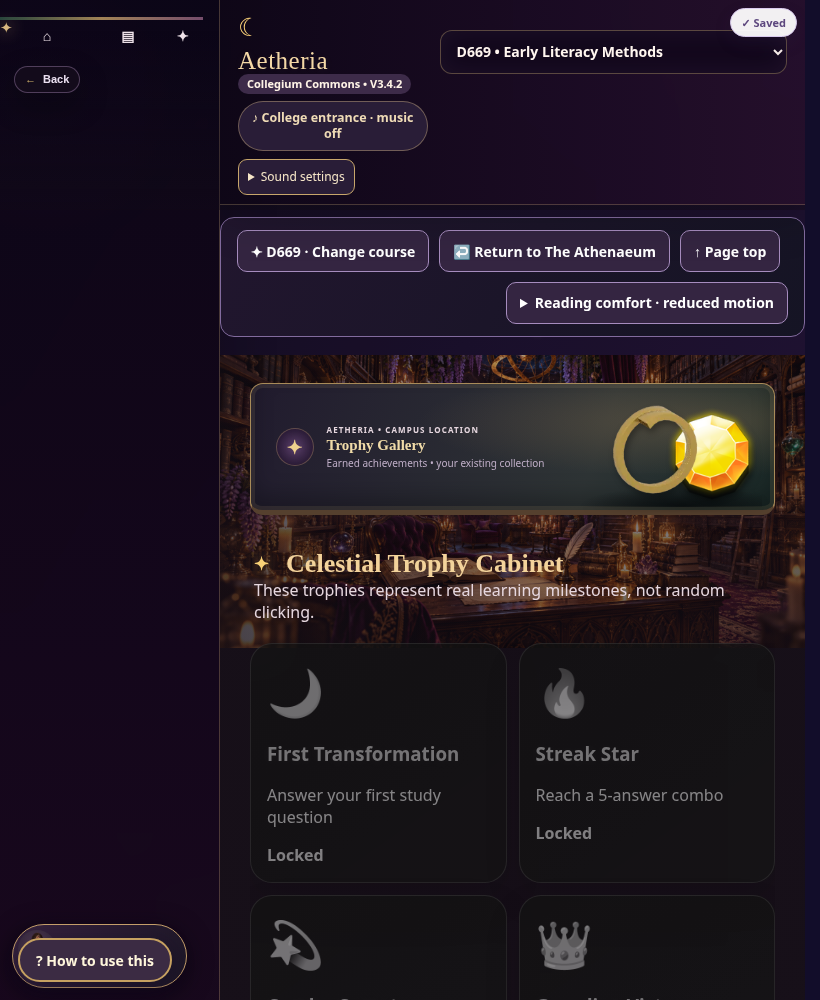 ← Back
Aetheria
Collegium Commons • V3.4.2
♪ College entrance · music
off
▶ Sound settings
D669 • Early Literacy Methods
✓ Saved
✦ D669 · Change course
↩️ Return to The Athenaeum
↑ Page top
▶ Reading comfort · reduced motion
AETHERIA • CAMPUS LOCATION
Trophy Gallery
Earned achievements • your existing collection
✦ Celestial Trophy Cabinet
These trophies represent real learning milestones, not random
clicking.
First Transformation
Answer your first study
question
Locked
Streak Star
Reach a 5-answer combo
Locked
? How to use this